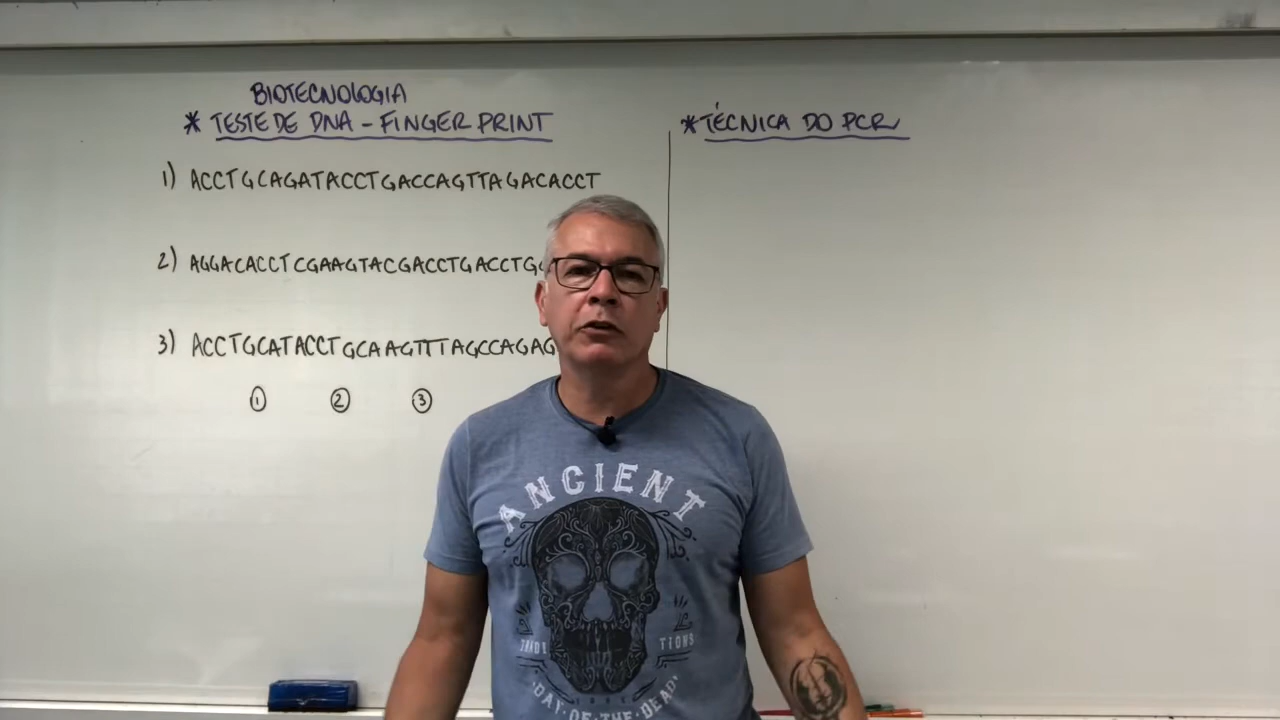 BIOTECNOLOGIA
* TESTE DE DNA - FINGER PRINT
1) ACCTGCAGATACCTGACCAGTTAGACACCT
2) AGGACACCTCGAAGTACGACCTGACCTG
3) ACCTGCATACCTGCAAGTTTAGCCAGAG
1 2 3
* TÉCNICA DO PCR
ANCIENT
TIONS
DAY·OF·THE·DEAD